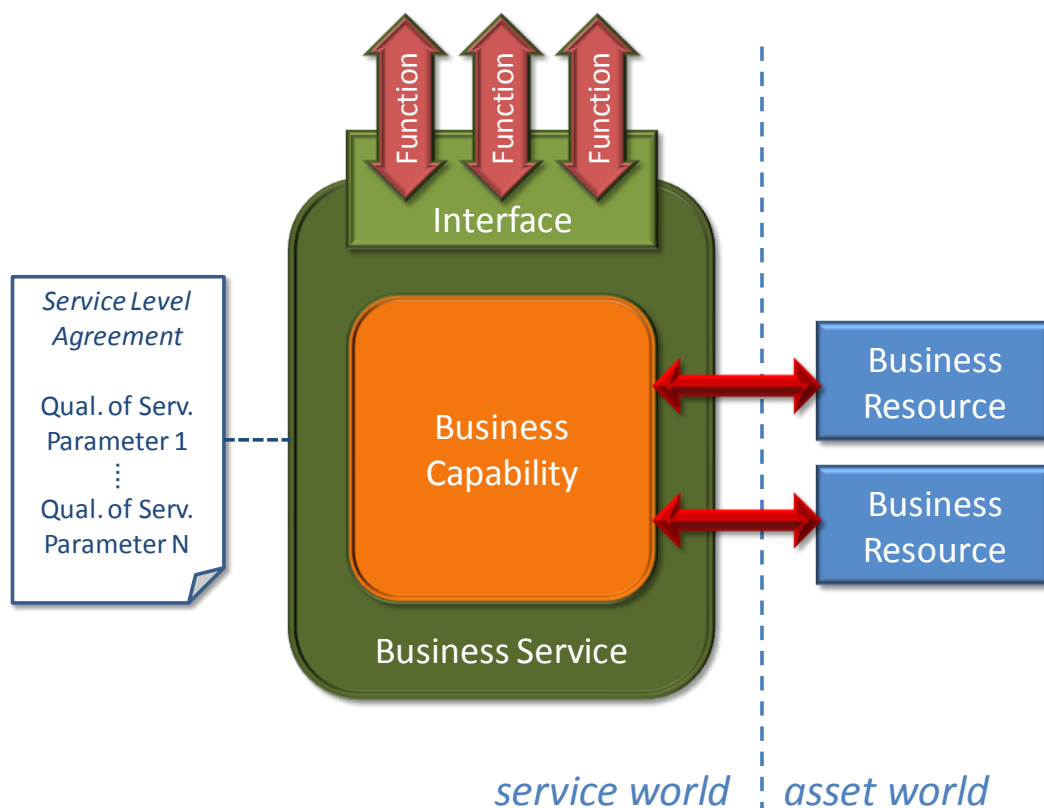 Function
Function
Function
Interface
Service Level
Agreement
Qual. of Serv.
Parameter 1
Qual. of Serv.
Parameter N
Business
Capability
Business Service
Business
Resource
Business
Resource
service world
asset world